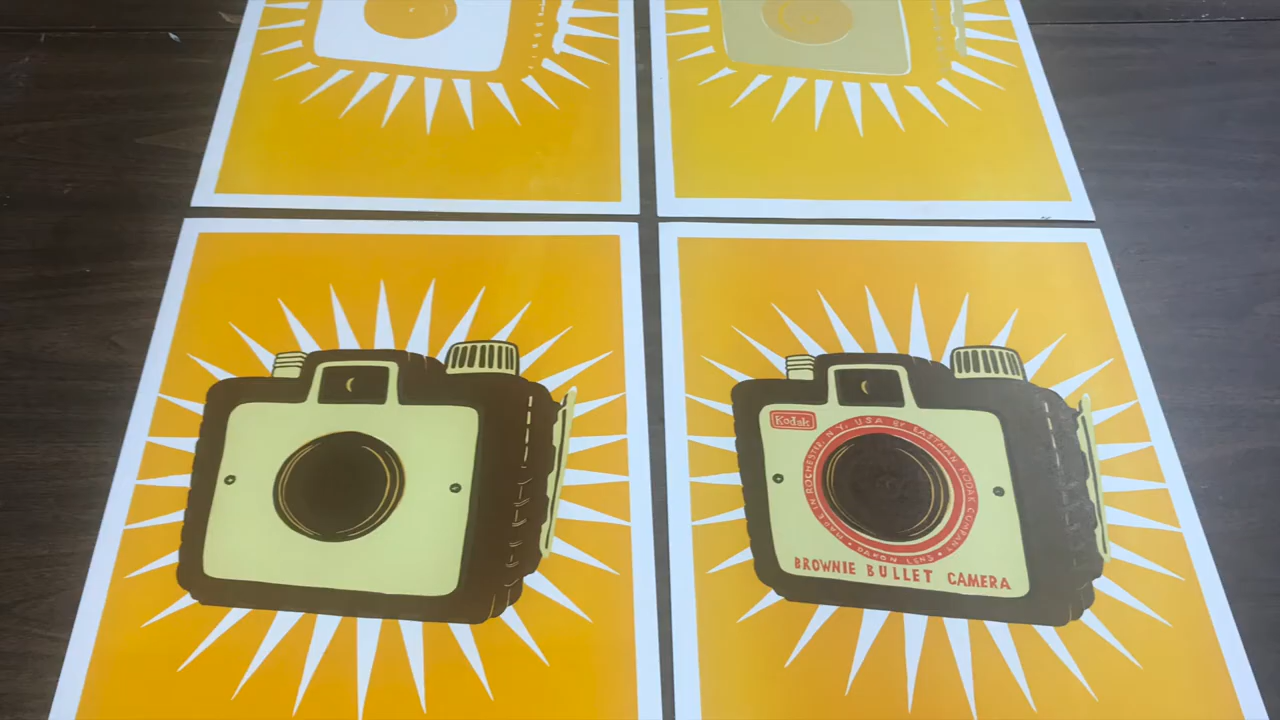 Kodak
MADE IN ROCHESTER, N.Y. USA BY EASTMAN KODAK COMPANY
• DAKON LENS •
BROWNIE BULLET CAMERA